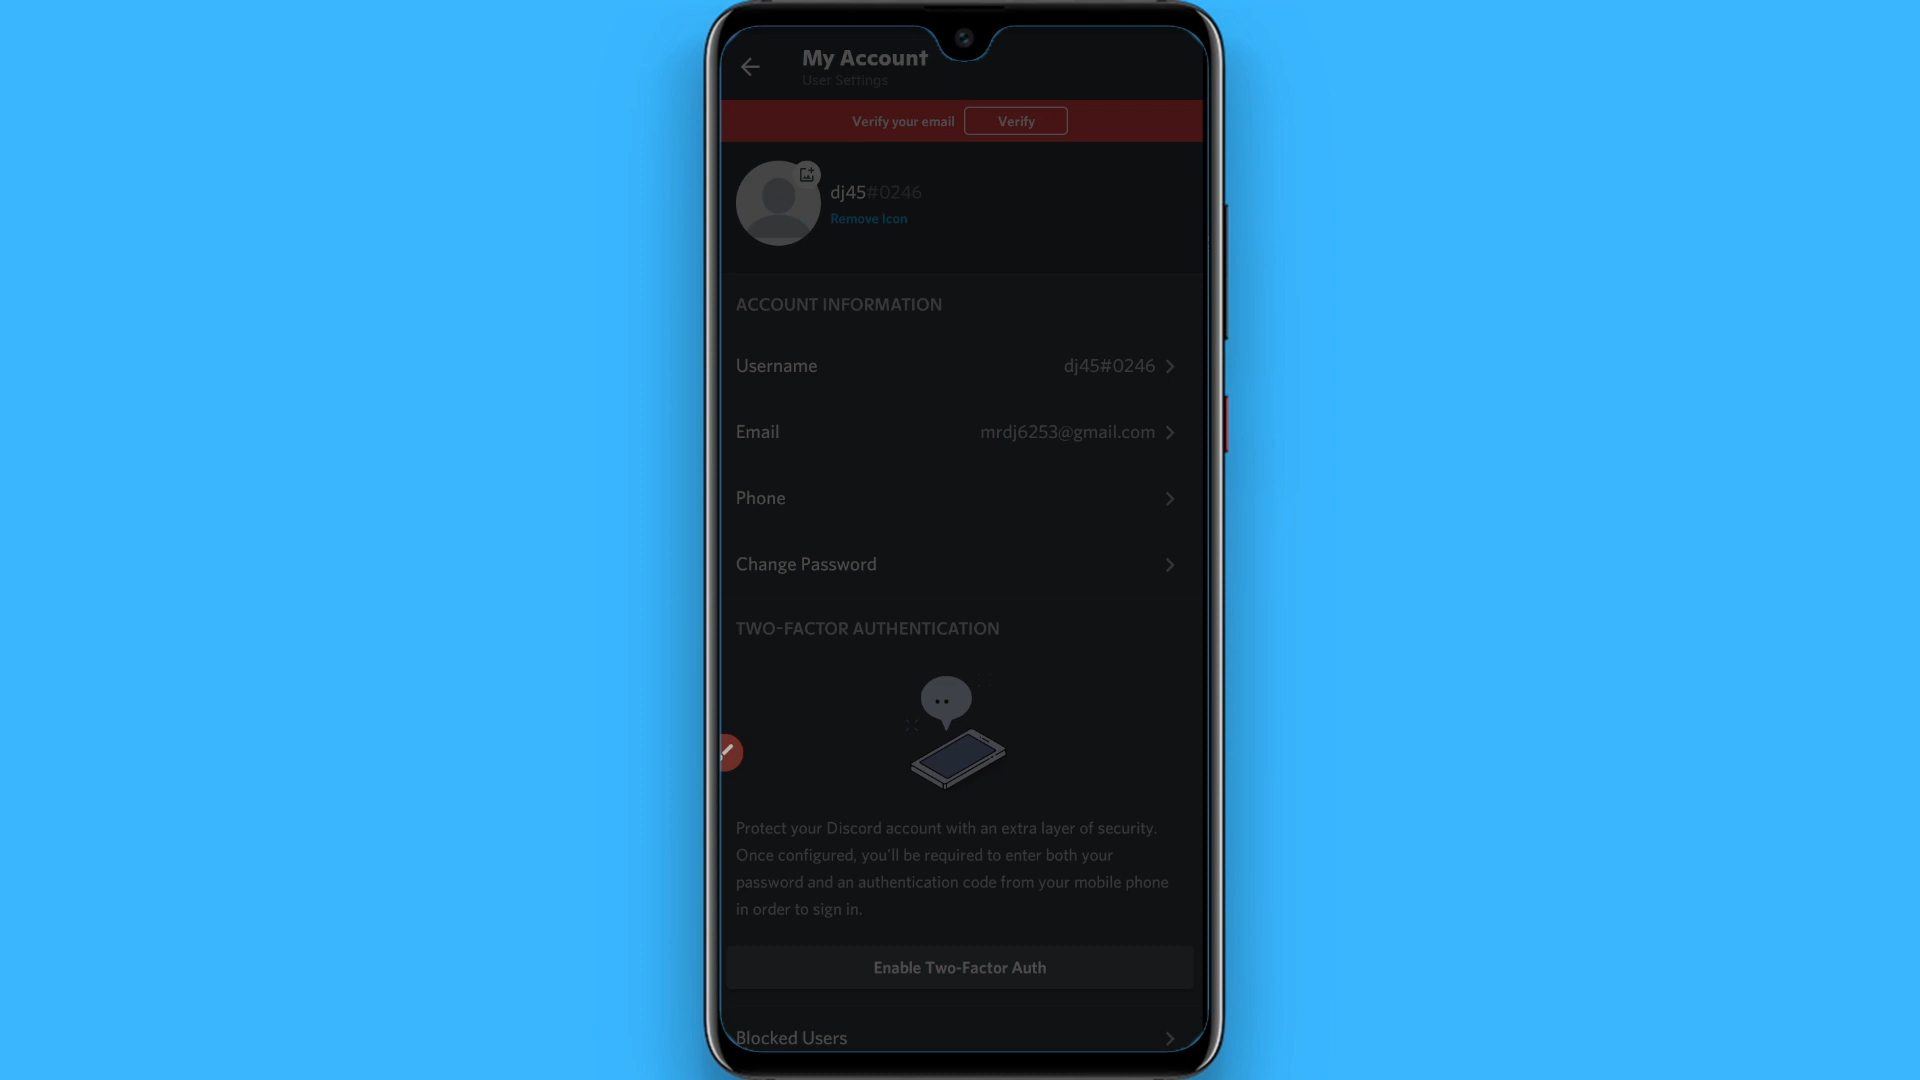 My Account
User Settings
Verify your email Verify
dj45#0246
Remove Icon
ACCOUNT INFORMATION
Username dj45#0246
Email mrdj6253@gmail.com
Phone
Change Password
TWO-FACTOR AUTHENTICATION
Protect your Discord account with an extra layer of security.
Once configured, you'll be required to enter both your
password and an authentication code from your mobile phone
in order to sign in.
Enable Two-Factor Auth
Blocked Users